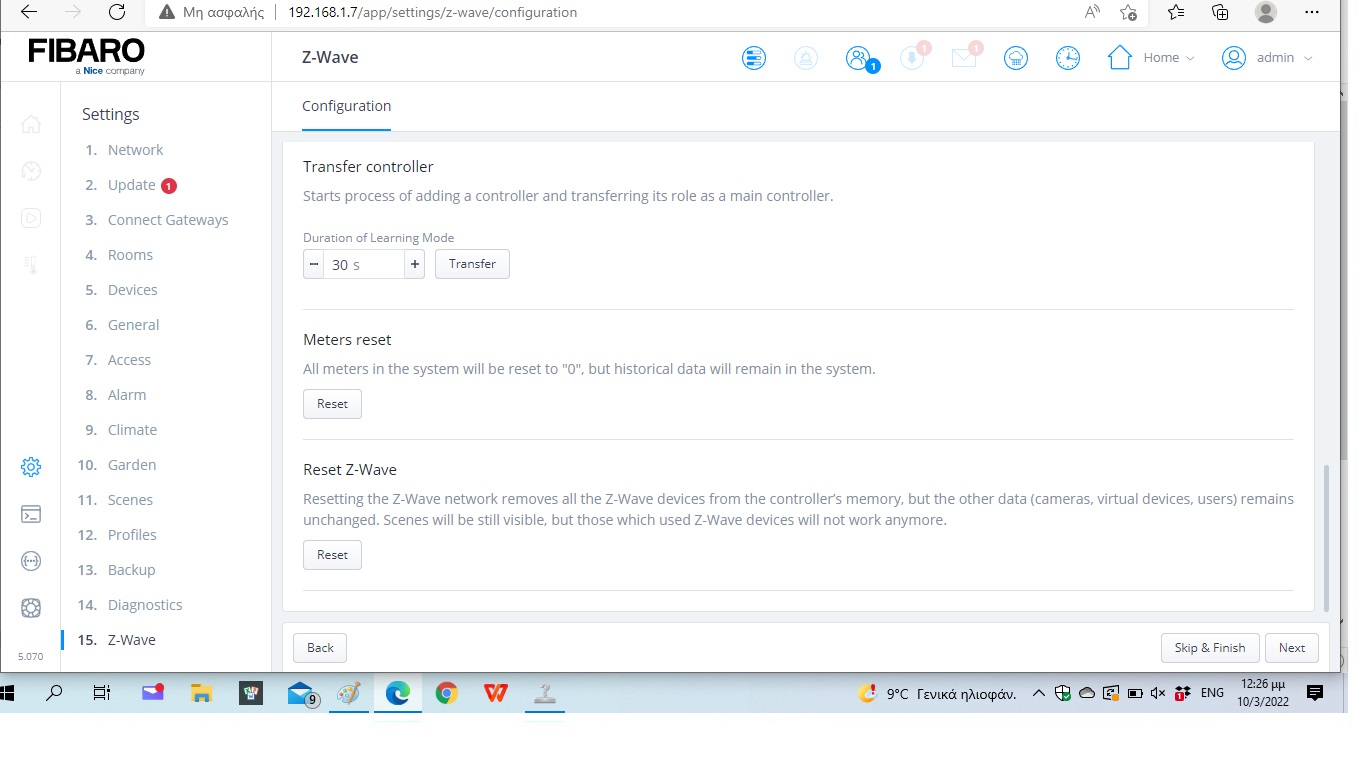 Μη ασφαλής | 192.168.1.7/app/settings/z-wave/configuration
FIBARO
a Nice company
Z-Wave
1
1
1
Home
admin
Configuration
Settings
1. Network
2. Update 1
3. Connect Gateways
4. Rooms
5. Devices
6. General
7. Access
8. Alarm
9. Climate
10. Garden
11. Scenes
12. Profiles
13. Backup
14. Diagnostics
15. Z-Wave
5.070
Transfer controller
Starts process of adding a controller and transferring its role as a main controller.
Duration of Learning Mode
− 30 s + Transfer
Meters reset
All meters in the system will be reset to "0", but historical data will remain in the system.
Reset
Reset Z-Wave
Resetting the Z-Wave network removes all the Z-Wave devices from the controller's memory, but the other data (cameras, virtual devices, users) remains
unchanged. Scenes will be still visible, but those which used Z-Wave devices will not work anymore.
Reset
Back
Skip & Finish
Next
9
9°C Γενικά ηλιοφάν.
1
ENG
12:26 μμ
10/3/2022